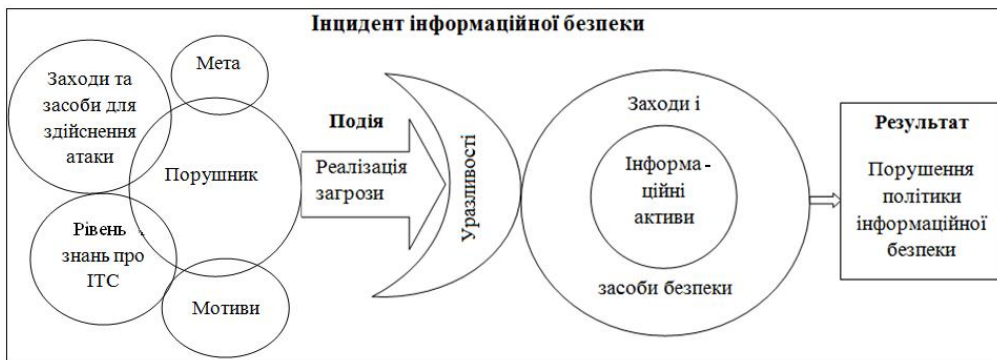 Інцидент інформаційної безпеки
Заходи та
засоби для
здійснення
атаки
Мета
Порушник
Рівень
знань про
ІТС
Мотиви
Подія
Реалізація
загрози
Уразливості
Заходи і
Інформа -
ційні
активи
засоби безпеки
Результат
Порушення
політики
інформаційної
безпеки